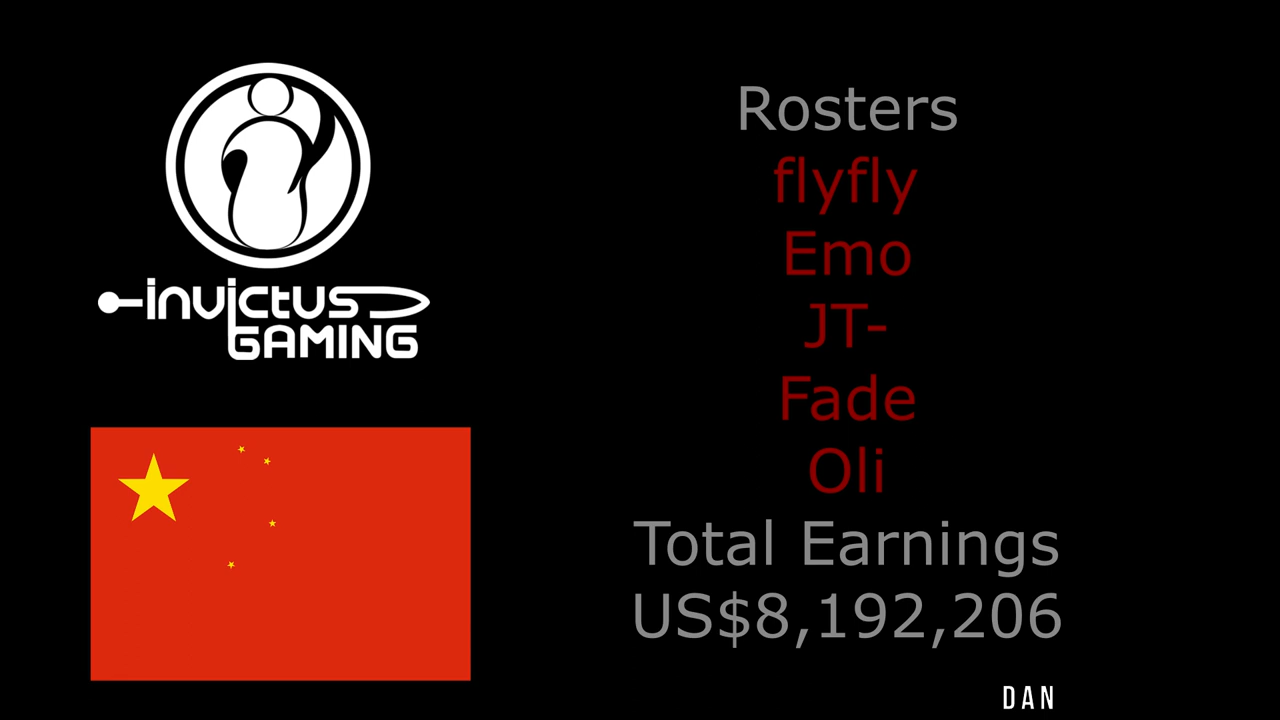 invictus
GAMING
Rosters
flyfly
Emo
JT-
Fade
Oli
Total Earnings
US$8,192,206
DAN